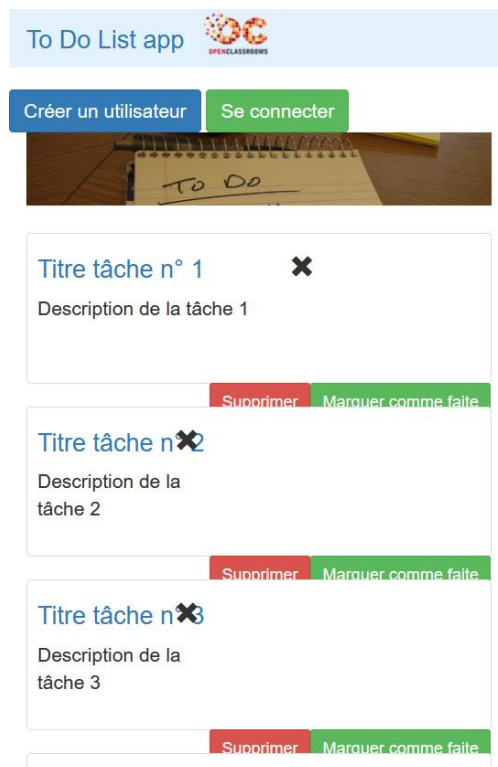 To Do List app
OPENCLASSROOMS
Créer un utilisateur Se connecter
To Do
Titre tâche n° 1
Description de la tâche 1
Supprimer Marquer comme faite
Titre tâche n° 2
Description de la
tâche 2
Supprimer Marquer comme faite
Titre tâche n° 3
Description de la
tâche 3
Supprimer Marquer comme faite